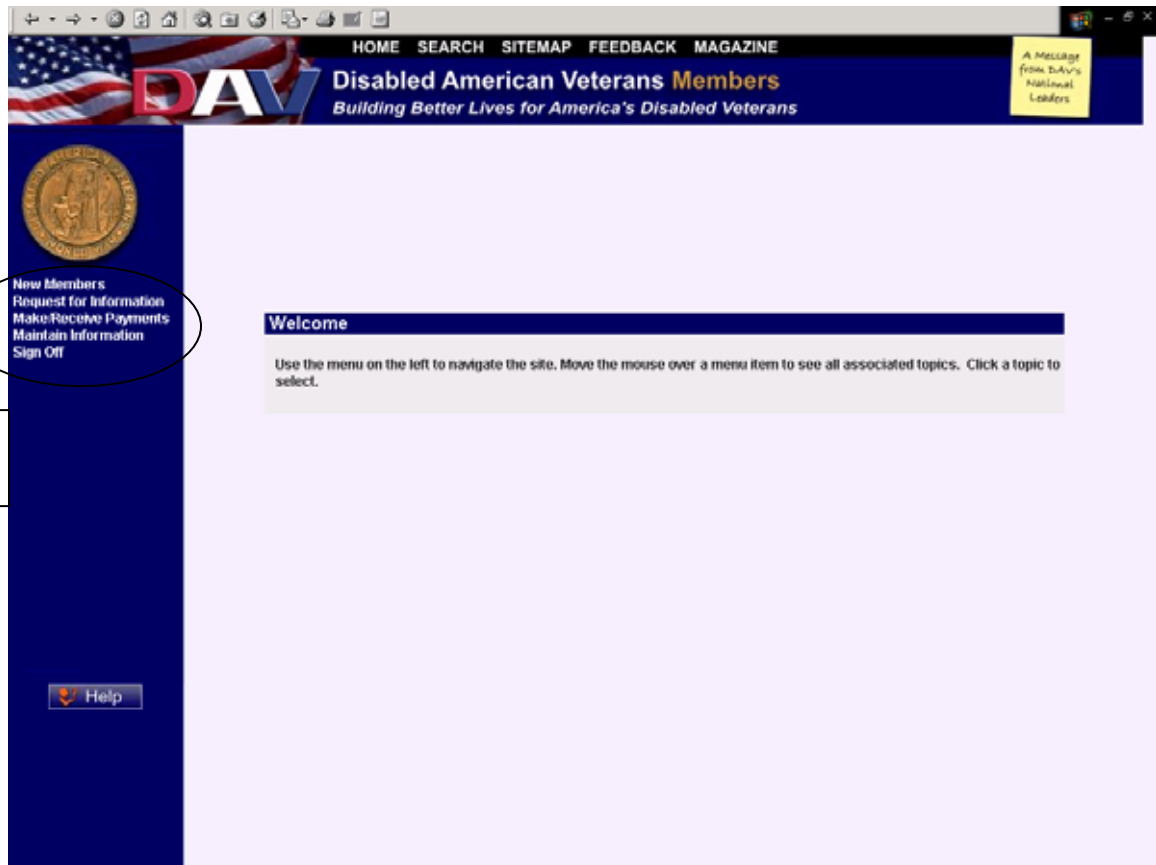 HOME SEARCH SITEMAP FEEDBACK MAGAZINE
DAV
Disabled American Veterans Members
Building Better Lives for America's Disabled Veterans
A Message
from DAV's
National
Leaders
New Members
Request for Information
Make/Receive Payments
Maintain Information
Sign Off
Welcome
Use the menu on the left to navigate the site. Move the mouse over a menu item to see all associated topics. Click a topic to
select.
Help